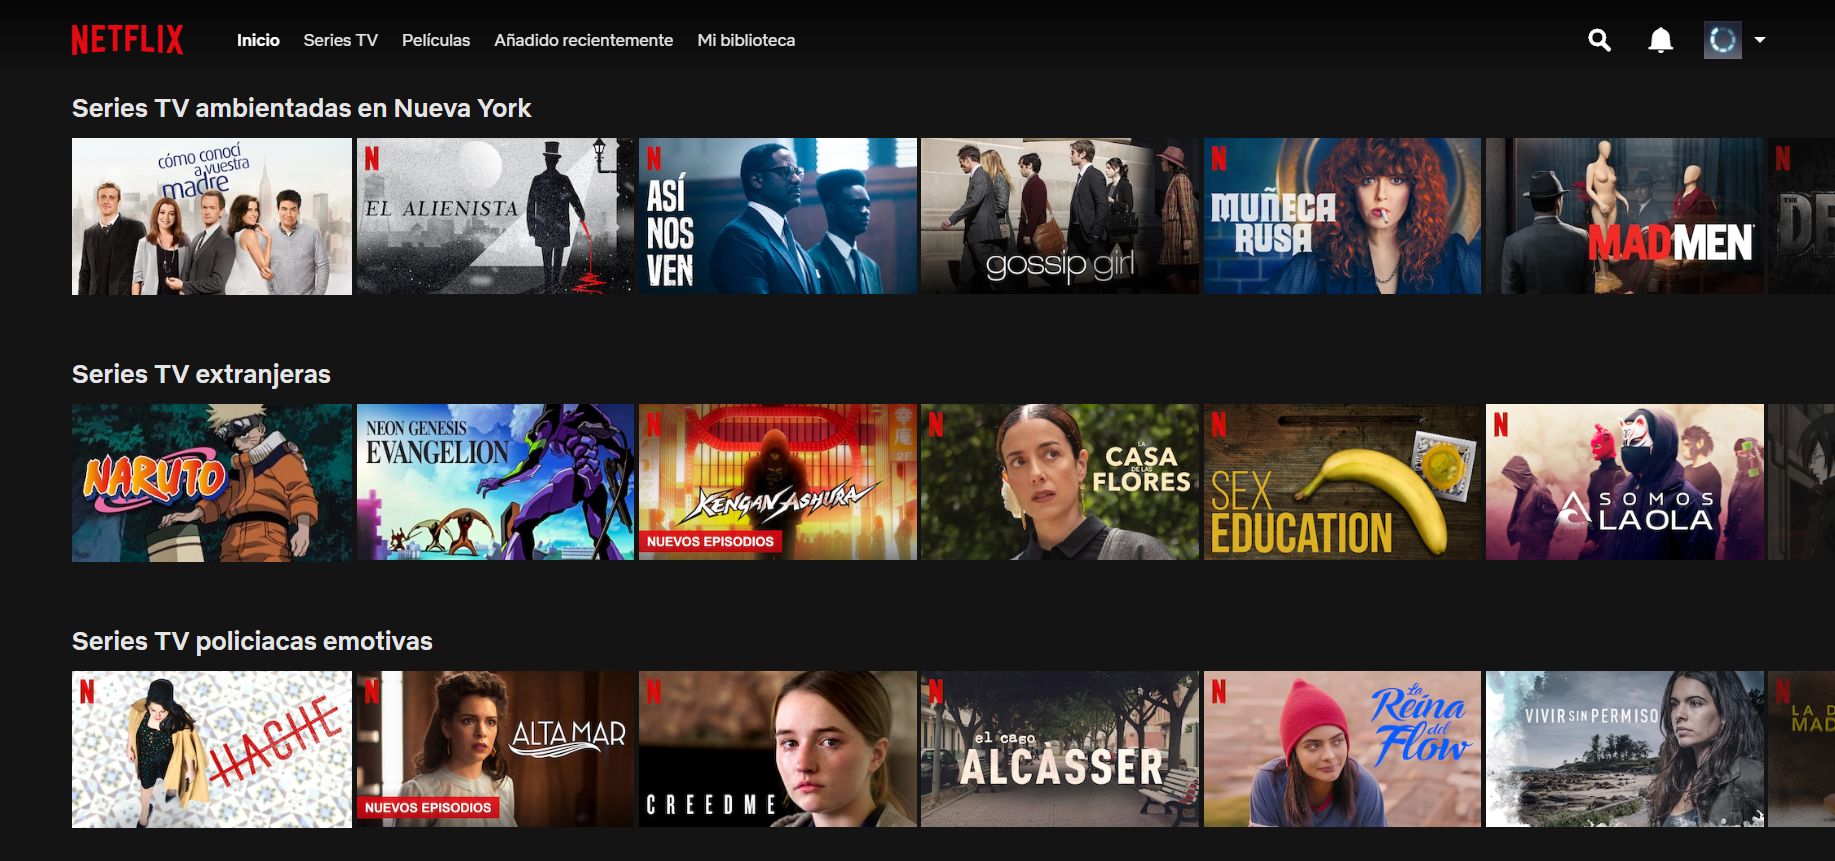 NETFLIX
Inicio Series TV Películas Añadido recientemente Mi biblioteca
Series TV ambientadas en Nueva York
cómo conocí
a vuestra
madre
N
EL ALIENISTA
N
ASÍ
NOS
VEN
gossip girl
N
MUÑECA
RUSA
MADMEN
N
THE
DE
Series TV extranjeras
NARUTO
NEON GENESIS
EVANGELION
N
KENGAN ASHURA
NUEVOS EPISODIOS
2F
N
LA
CASA
DE LAS
FLORES
N
SEX
EDUCATION
N
SOMOS
LA OLA
Series TV policiacas emotivas
N
HACHE
N
ALTA MAR
NUEVOS EPISODIOS
N
CREEDME
N
el caso
ALCÀSSER
N
La
Reina
del
Flow
VIVIR SIN PERMISO
N
LA D
MAD